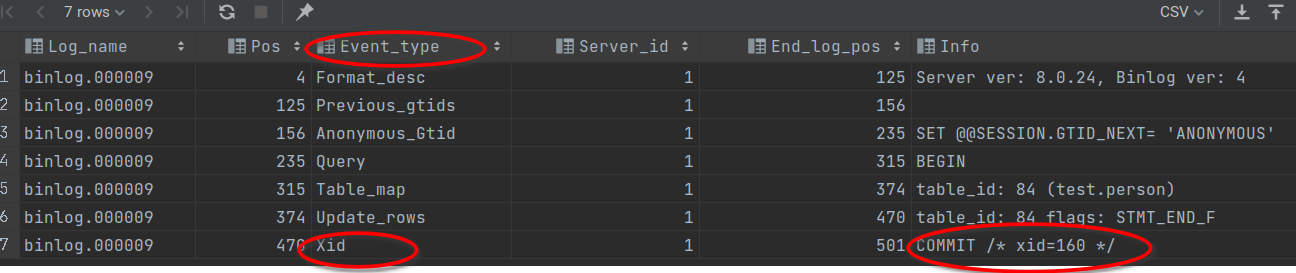 7 rows CSV
Log_name Pos Event_type Server_id End_log_pos Info
1 binlog.000009 4 Format_desc 1 125 Server ver: 8.0.24, Binlog ver: 4
2 binlog.000009 125 Previous_gtids 1 156
3 binlog.000009 156 Anonymous_Gtid 1 235 SET @@SESSION.GTID_NEXT= 'ANONYMOUS'
4 binlog.000009 235 Query 1 315 BEGIN
5 binlog.000009 315 Table_map 1 374 table_id: 84 (test.person)
6 binlog.000009 374 Update_rows 1 470 table_id: 84 flags: STMT_END_F
7 binlog.000009 470 Xid 1 501 COMMIT /* xid=160 */